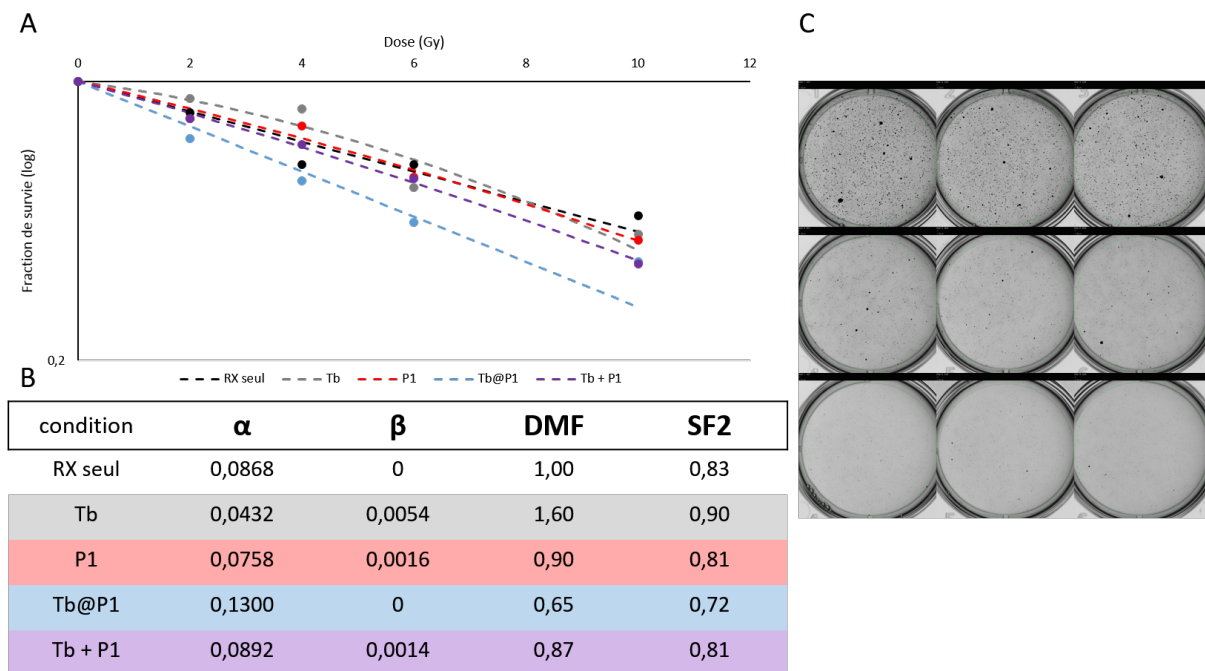 A
Dose (Gy)
0 2 4 6 10 12
Fraction de survie (log)
0,2
RX seul Tb P1 Tb@P1 Tb + P1
B
condition α β DMF SF2
RX seul 0,0868 0 1,00 0,83
Tb 0,0432 0,0054 1,60 0,90
P1 0,0758 0,0016 0,90 0,81
Tb@P1 0,1300 0 0,65 0,72
Tb + P1 0,0892 0,0014 0,87 0,81
C